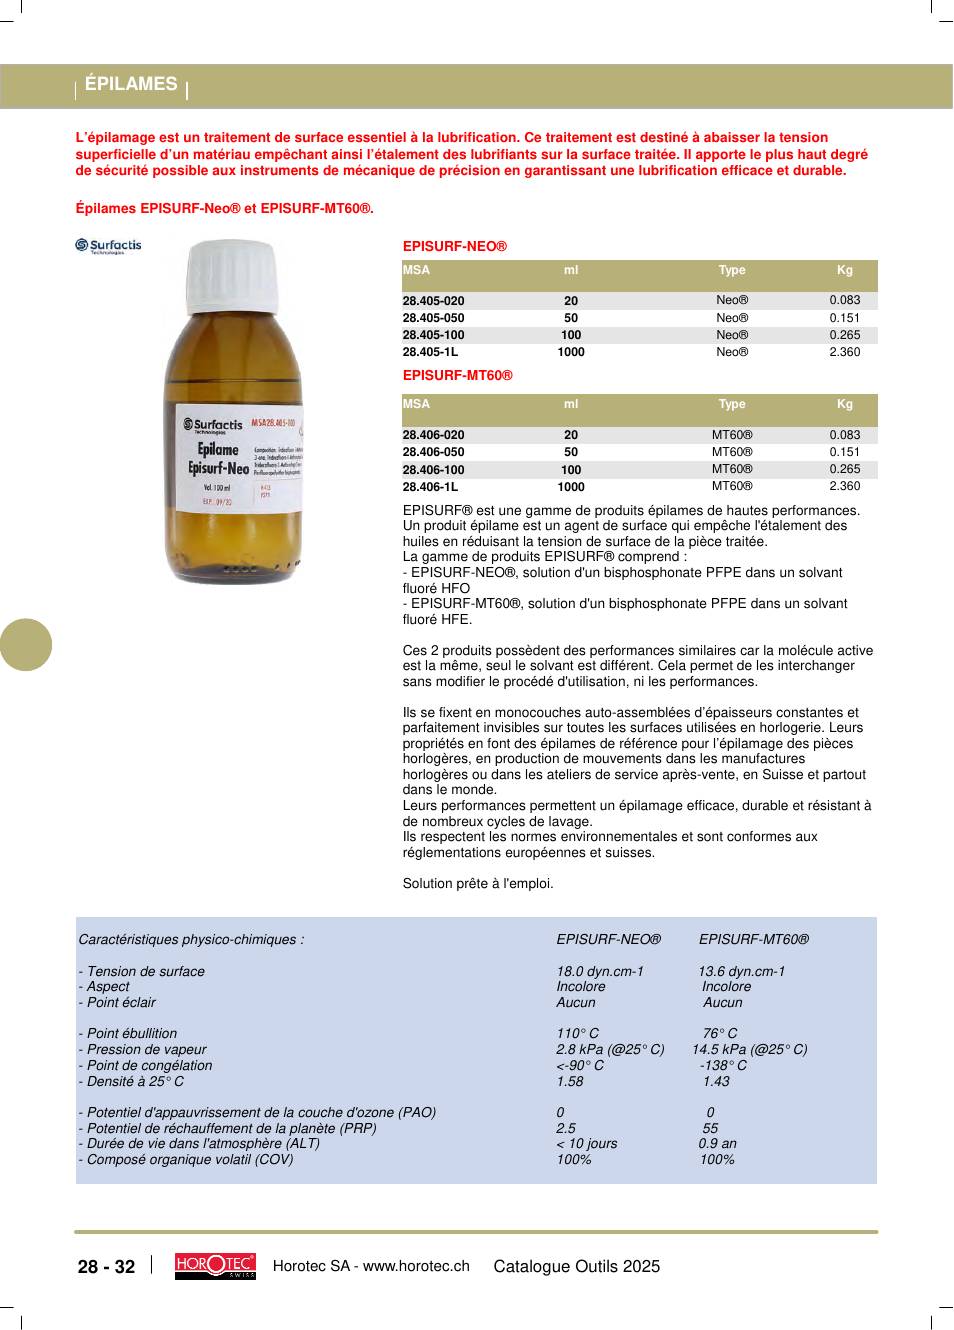 ÉPILAMES
L'épilamage est un traitement de surface essentiel à la lubrification. Ce traitement est destiné à abaisser la tension
superficielle d'un matériau empêchant ainsi l'étalement des lubrifiants sur la surface traitée. Il apporte le plus haut degré
de sécurité possible aux instruments de mécanique de précision en garantissant une lubrification efficace et durable.
Épilames EPISURF-Neo® et EPISURF-MT60®.
Surfactis
Technologies
Surfactis
Technologies
MSA28.405-100
Epilame
Episurf-Neo
Vol. 100 ml
EXP.: 09/20
EPISURF-NEO®
MSA ml Type Kg
28.405-020 20 Neo® 0.083
28.405-050 50 Neo® 0.151
28.405-100 100 Neo® 0.265
28.405-1L 1000 Neo® 2.360
EPISURF-MT60®
MSA ml Type Kg
28.406-020 20 MT60® 0.083
28.406-050 50 MT60® 0.151
28.406-100 100 MT60® 0.265
28.406-1L 1000 MT60® 2.360
EPISURF® est une gamme de produits épilames de hautes performances.
Un produit épilame est un agent de surface qui empêche l'étalement des
huiles en réduisant la tension de surface de la pièce traitée.
La gamme de produits EPISURF® comprend :
- EPISURF-NEO®, solution d'un bisphosphonate PFPE dans un solvant
fluoré HFO
- EPISURF-MT60®, solution d'un bisphosphonate PFPE dans un solvant
fluoré HFE.
Ces 2 produits possèdent des performances similaires car la molécule active
est la même, seul le solvant est différent. Cela permet de les interchanger
sans modifier le procédé d'utilisation, ni les performances.
Ils se fixent en monocouches auto-assemblées d'épaisseurs constantes et
parfaitement invisibles sur toutes les surfaces utilisées en horlogerie. Leurs
propriétés en font des épilames de référence pour l'épilamage des pièces
horlogères, en production de mouvements dans les manufactures
horlogères ou dans les ateliers de service après-vente, en Suisse et partout
dans le monde.
Leurs performances permettent un épilamage efficace, durable et résistant à
de nombreux cycles de lavage.
Ils respectent les normes environnementales et sont conformes aux
réglementations européennes et suisses.
Solution prête à l'emploi.
Caractéristiques physico-chimiques : EPISURF-NEO® EPISURF-MT60®
- Tension de surface 18.0 dyn.cm-1 13.6 dyn.cm-1
- Aspect Incolore Incolore
- Point éclair Aucun Aucun
- Point ébullition 110° C 76° C
- Pression de vapeur 2.8 kPa (@25° C) 14.5 kPa (@25° C)
- Point de congélation <-90° C -138° C
- Densité à 25° C 1.58 1.43
- Potentiel d'appauvrissement de la couche d'ozone (PAO) 0 0
- Potentiel de réchauffement de la planète (PRP) 2.5 55
- Durée de vie dans l'atmosphère (ALT) < 10 jours 0.9 an
- Composé organique volatil (COV) 100% 100%
28 - 32
HOROTEC®
SWISS
Horotec SA - www.horotec.ch Catalogue Outils 2025